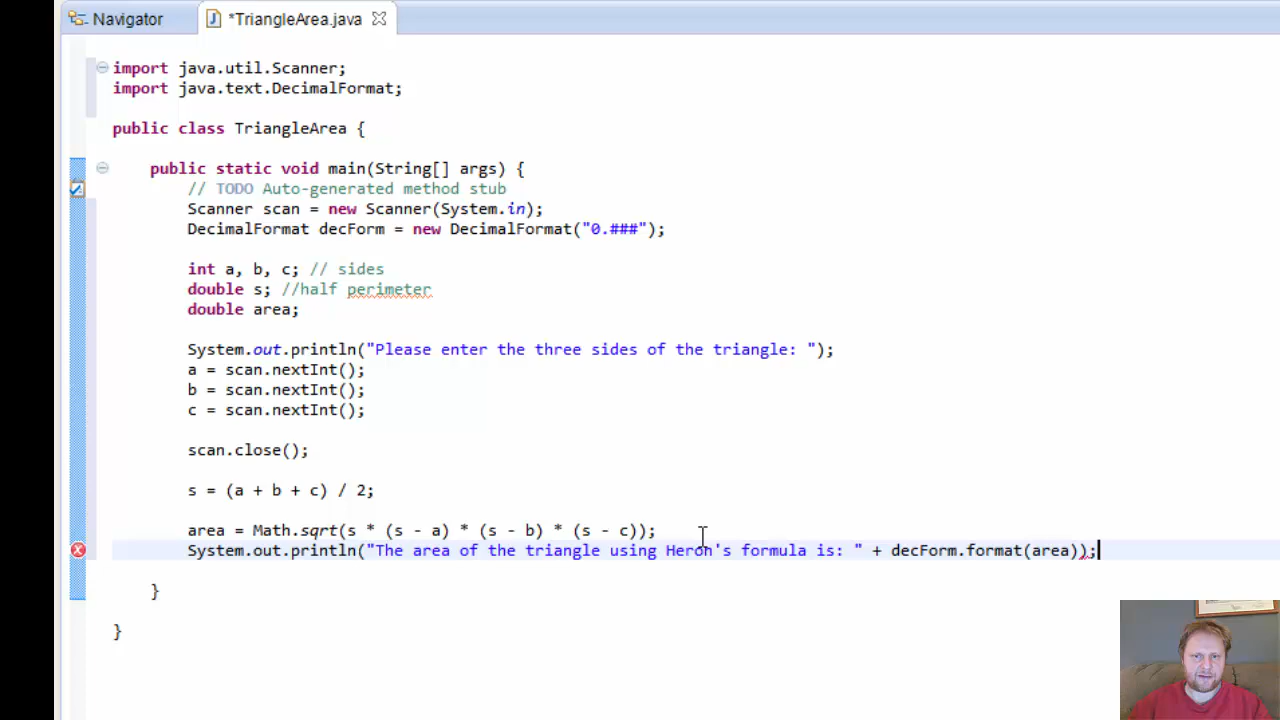 Navigator
*TriangleArea.java
import java.util.Scanner;
import java.text.DecimalFormat;
public class TriangleArea {
public static void main(String[] args) {
// TODO Auto-generated method stub
Scanner scan = new Scanner(System.in);
DecimalFormat decForm = new DecimalFormat("0.###");
int a, b, c; // sides
double s; //half perimeter
double area;
System.out.println("Please enter the three sides of the triangle: ");
a = scan.nextInt();
b = scan.nextInt();
c = scan.nextInt();
scan.close();
s = (a + b + c) / 2;
area = Math.sqrt(s * (s - a) * (s - b) * (s - c));
System.out.println("The area of the triangle using Heron's formula is: " + decForm.format(area));
}
}